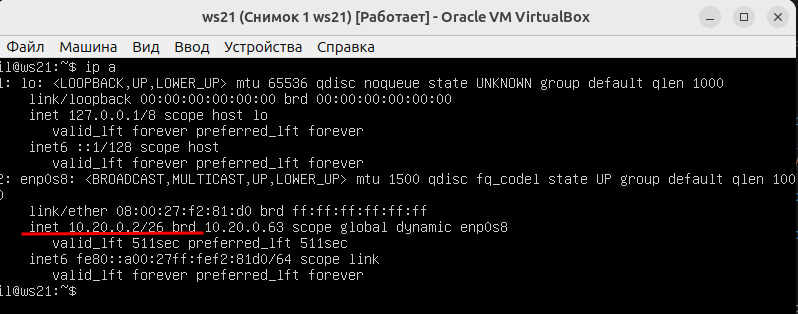 ws21 (Снимок 1 ws21) [Работает] - Oracle VM VirtualBox
Файл Машина Вид Ввод Устройства Справка
il@ws21:~$ ip a
1: lo: <LOOPBACK,UP,LOWER_UP> mtu 65536 qdisc noqueue state UNKNOWN group default qlen 1000
link/loopback 00:00:00:00:00:00 brd 00:00:00:00:00:00
inet 127.0.0.1/8 scope host lo
valid_lft forever preferred_lft forever
inet6 ::1/128 scope host
valid_lft forever preferred_lft forever
2: enp0s8: <BROADCAST,MULTICAST,UP,LOWER_UP> mtu 1500 qdisc fq_codel state UP group default qlen 100
0
link/ether 08:00:27:f2:81:d0 brd ff:ff:ff:ff:ff:ff
inet 10.20.0.2/26 brd 10.20.0.63 scope global dynamic enp0s8
valid_lft 511sec preferred_lft 511sec
inet6 fe80::a00:27ff:fef2:81d0/64 scope link
valid_lft forever preferred_lft forever
il@ws21:~$